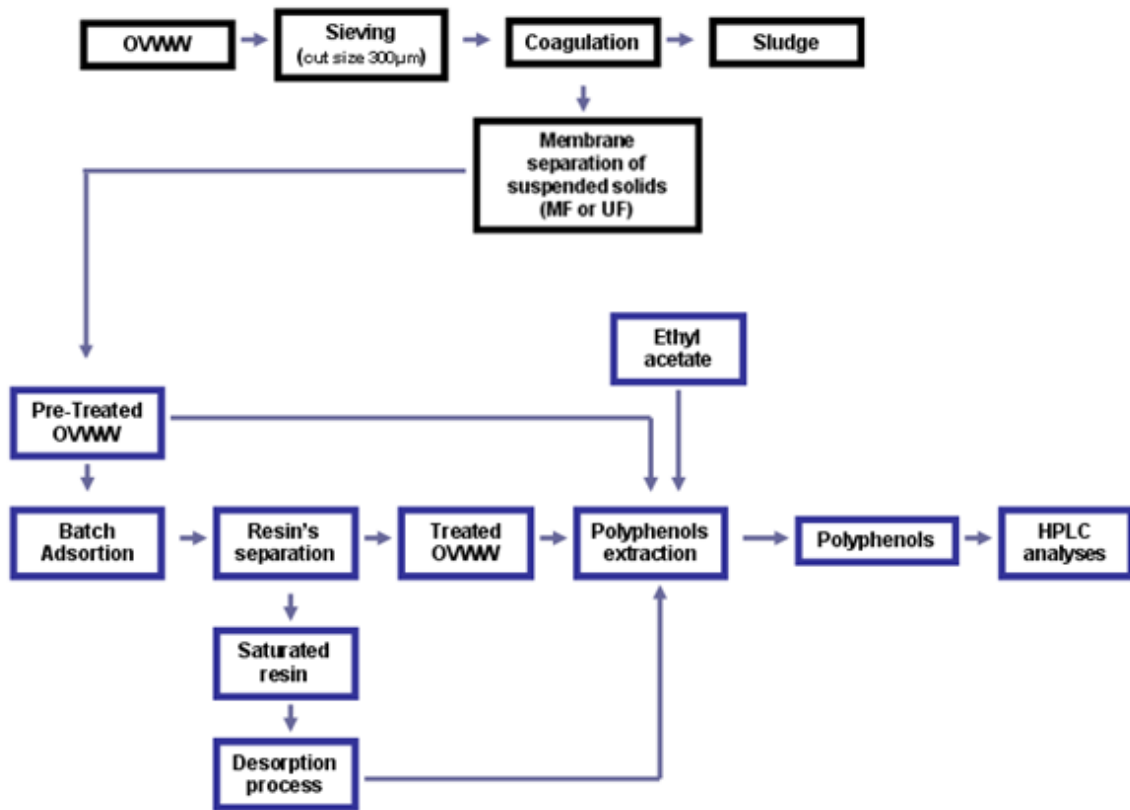 OVWW
Sieving
(cut size 300µm)
Coagulation
Sludge
Membrane
separation of
suspended solids
(MF or UF)
Ethyl
acetate
Pre-Treated
OVWW
Batch
Adsortion
Resin's
separation
Treated
OVWW
Polyphenols
extraction
Polyphenols
HPLC
analyses
Saturated
resin
Desorption
process